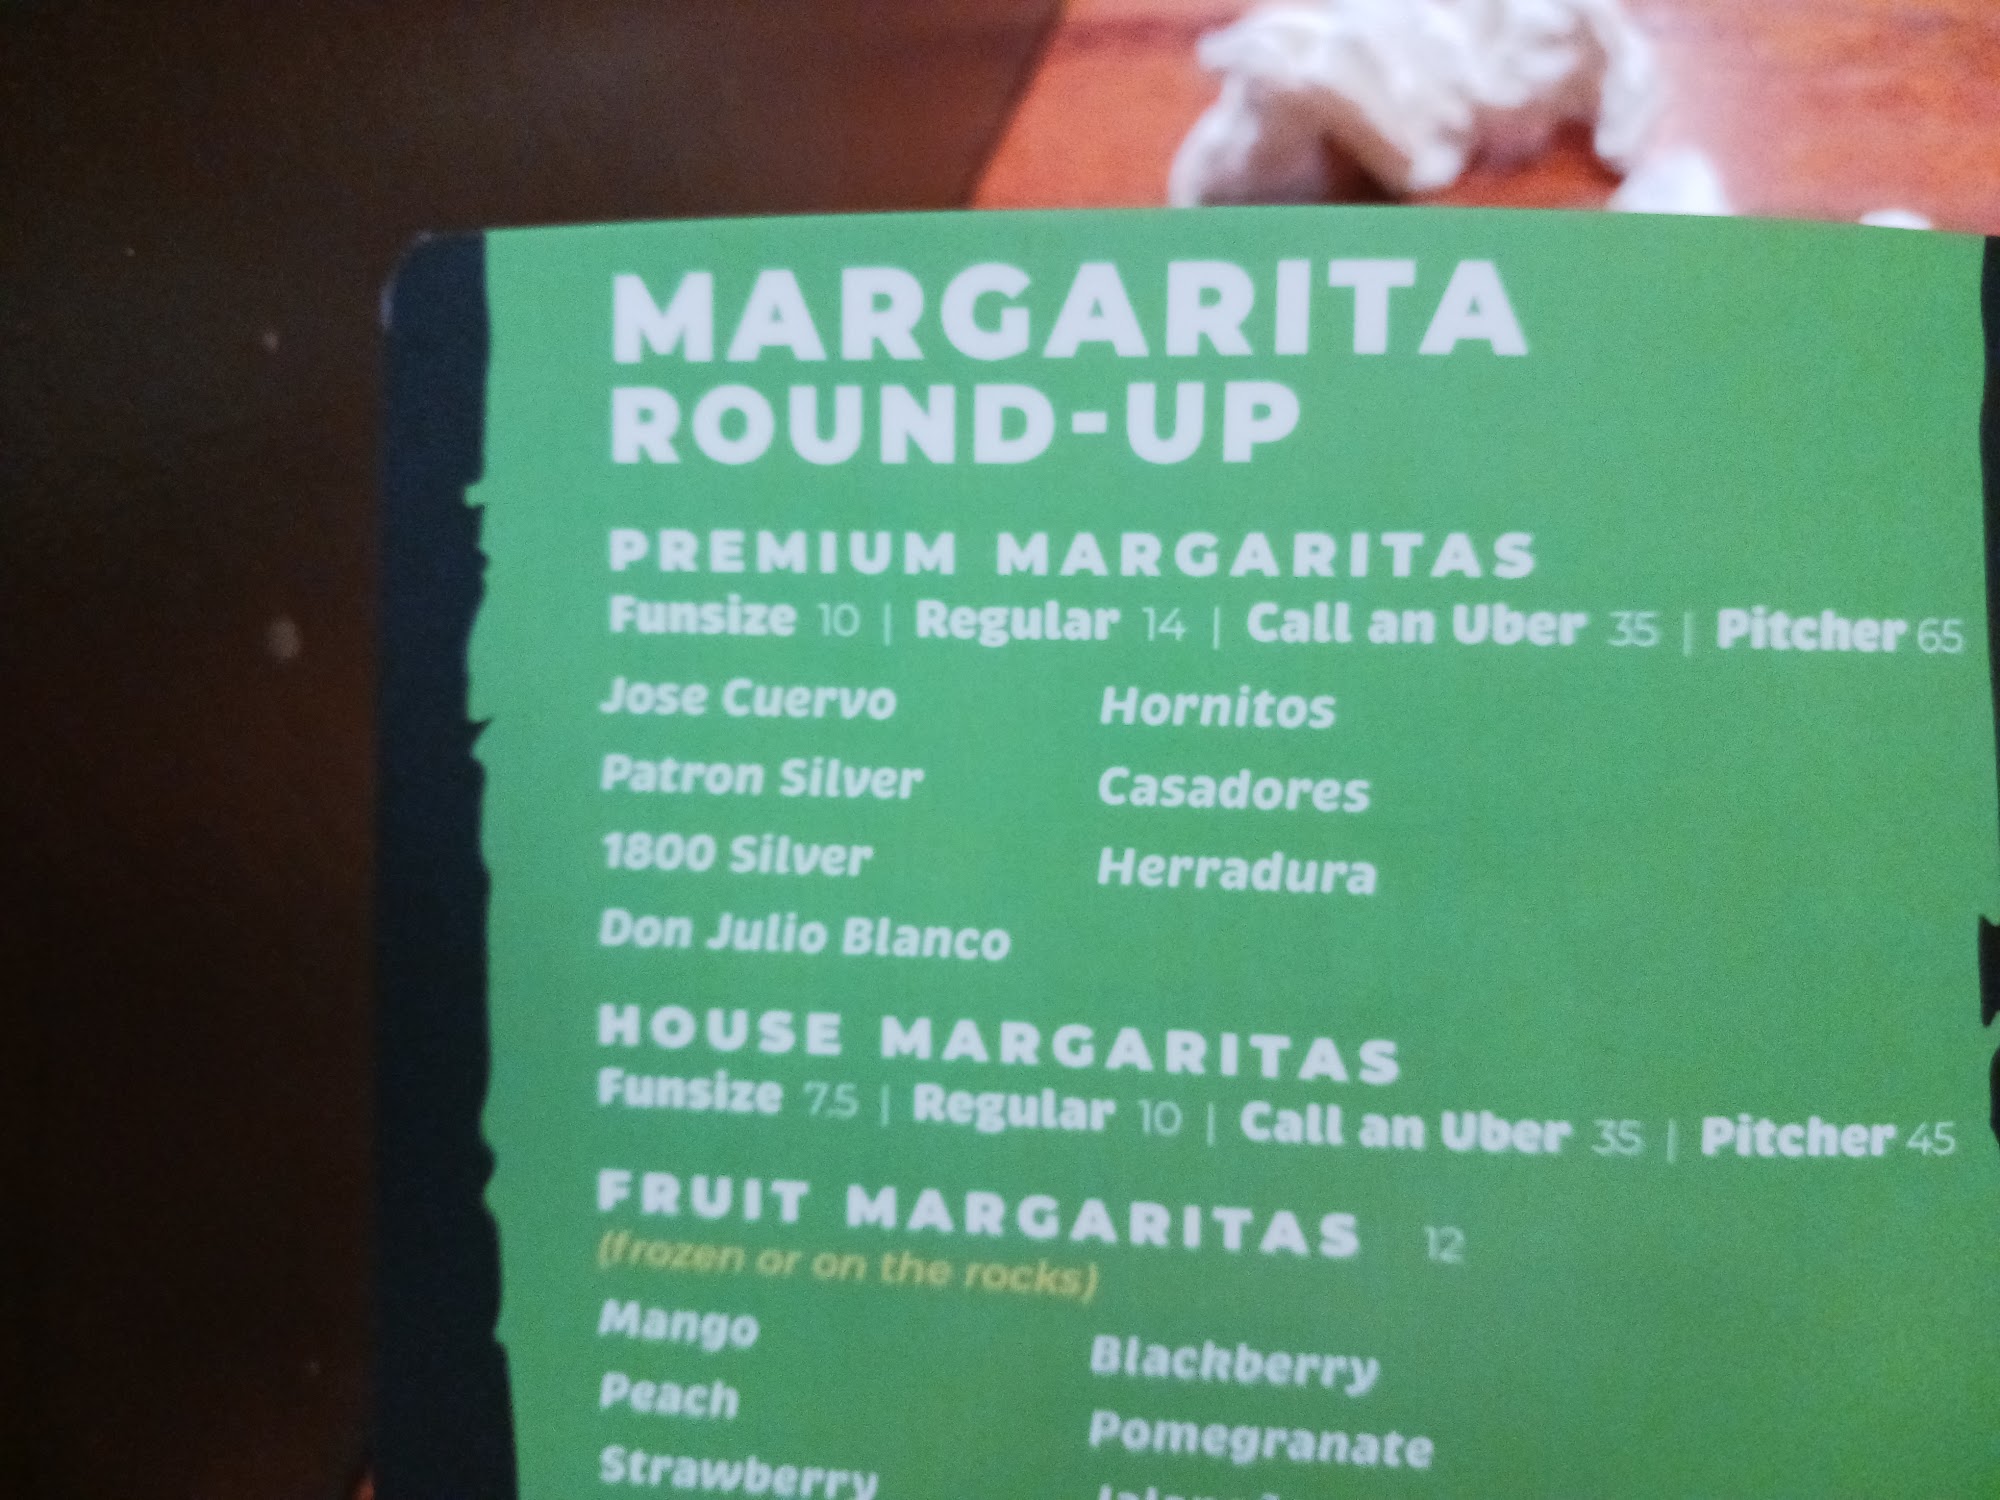 MARGARITA
ROUND-UP
PREMIUM MARGARITAS
Funsize 10 | Regular 14 | Call an Uber 35 | Pitcher 65
Jose Cuervo
Patron Silver
1800 Silver
Don Julio Blanco
Hornitos
Casadores
Herradura
HOUSE MARGARITAS
Funsize 7.5 | Regular 10 | Call an Uber 35 | Pitcher 45
FRUIT MARGARITAS 12
(frozen or on the rocks)
Mango
Peach
Strawberry
Blackberry
Pomegranate